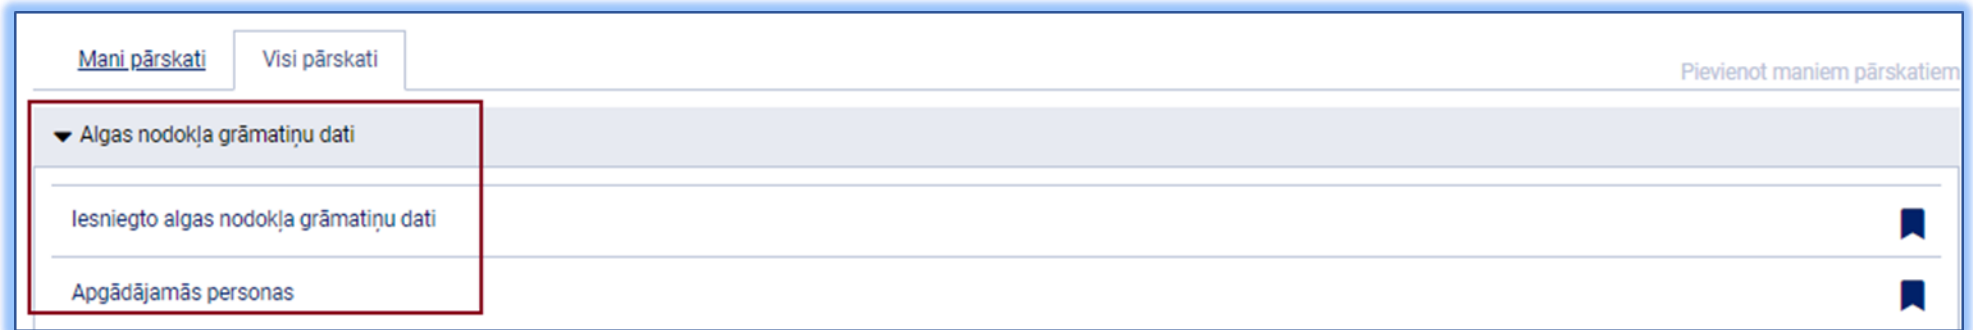 Mani pārskati
Visi pārskati
Pievienot maniem pārskatiem
Algas nodokļa grāmatiņu dati
Iesniegto algas nodokļa grāmatiņu dati
Apgādājamās personas